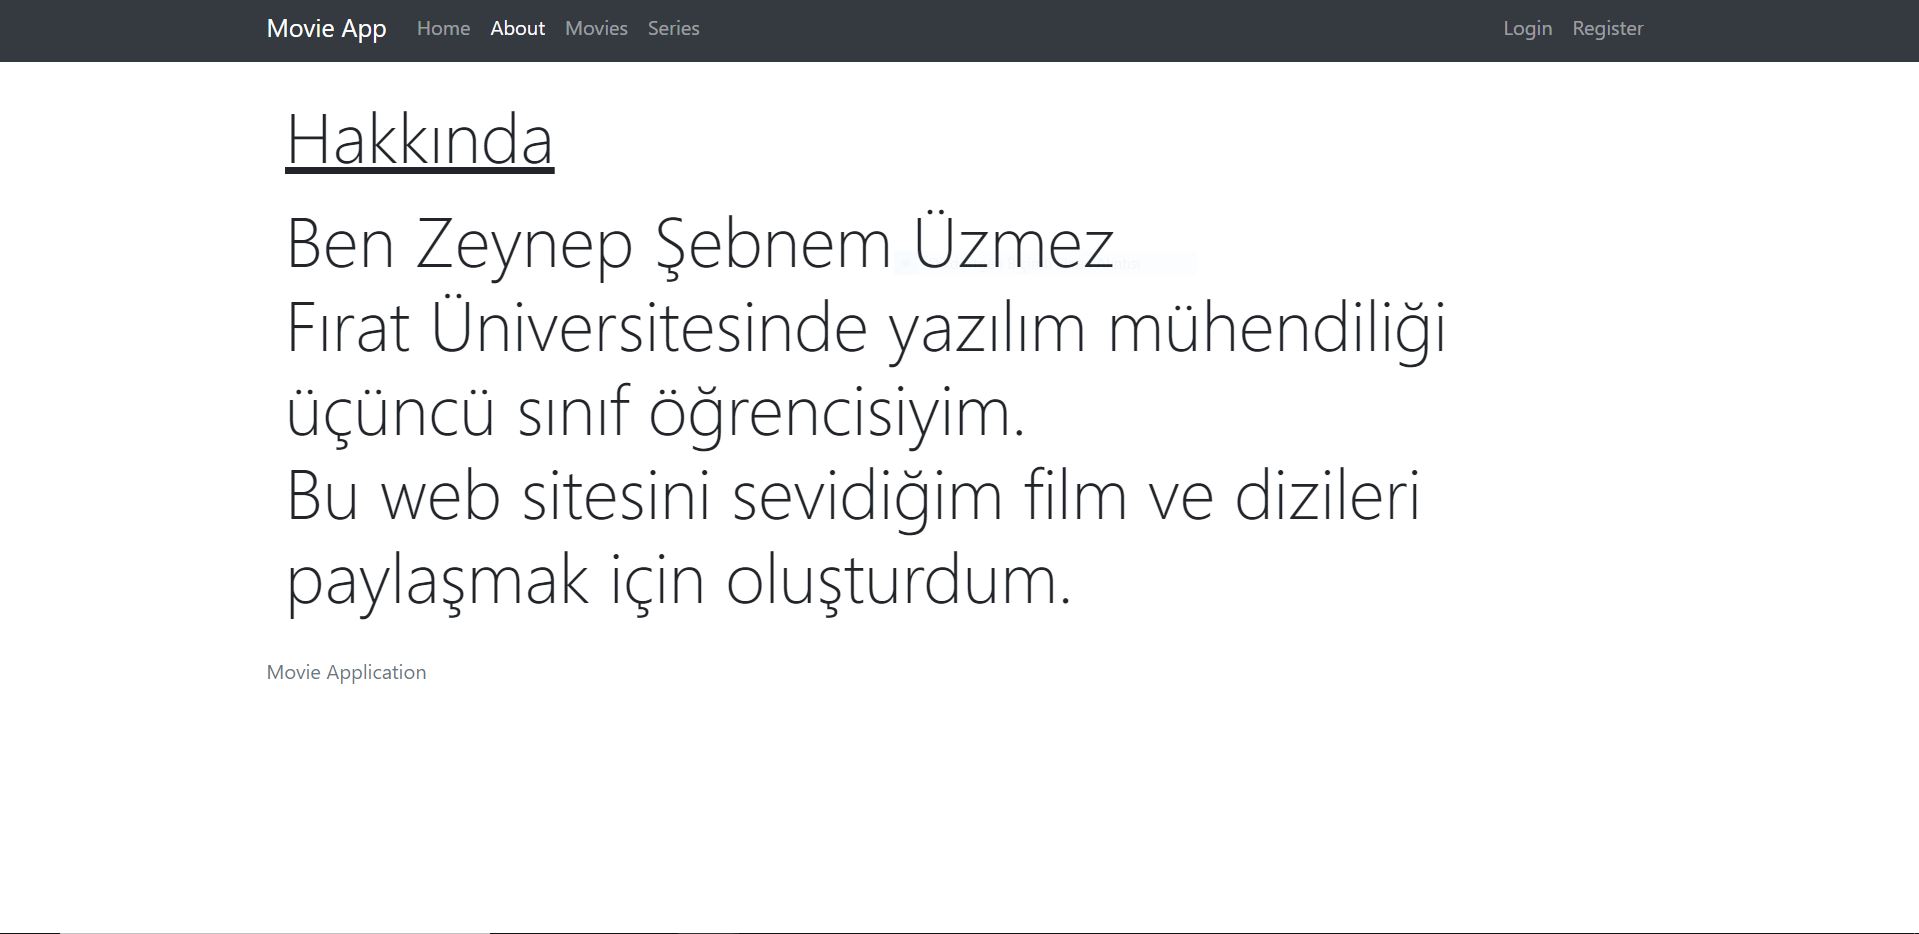 Movie App Home About Movies Series Login Register
Hakkında
Ben Zeynep Şebnem Üzmez
Fırat Üniversitesinde yazılım mühendiliği
üçüncü sınıf öğrencisiyim.
Bu web sitesini sevidiğim film ve dizileri
paylaşmak için oluşturdum.
Movie Application